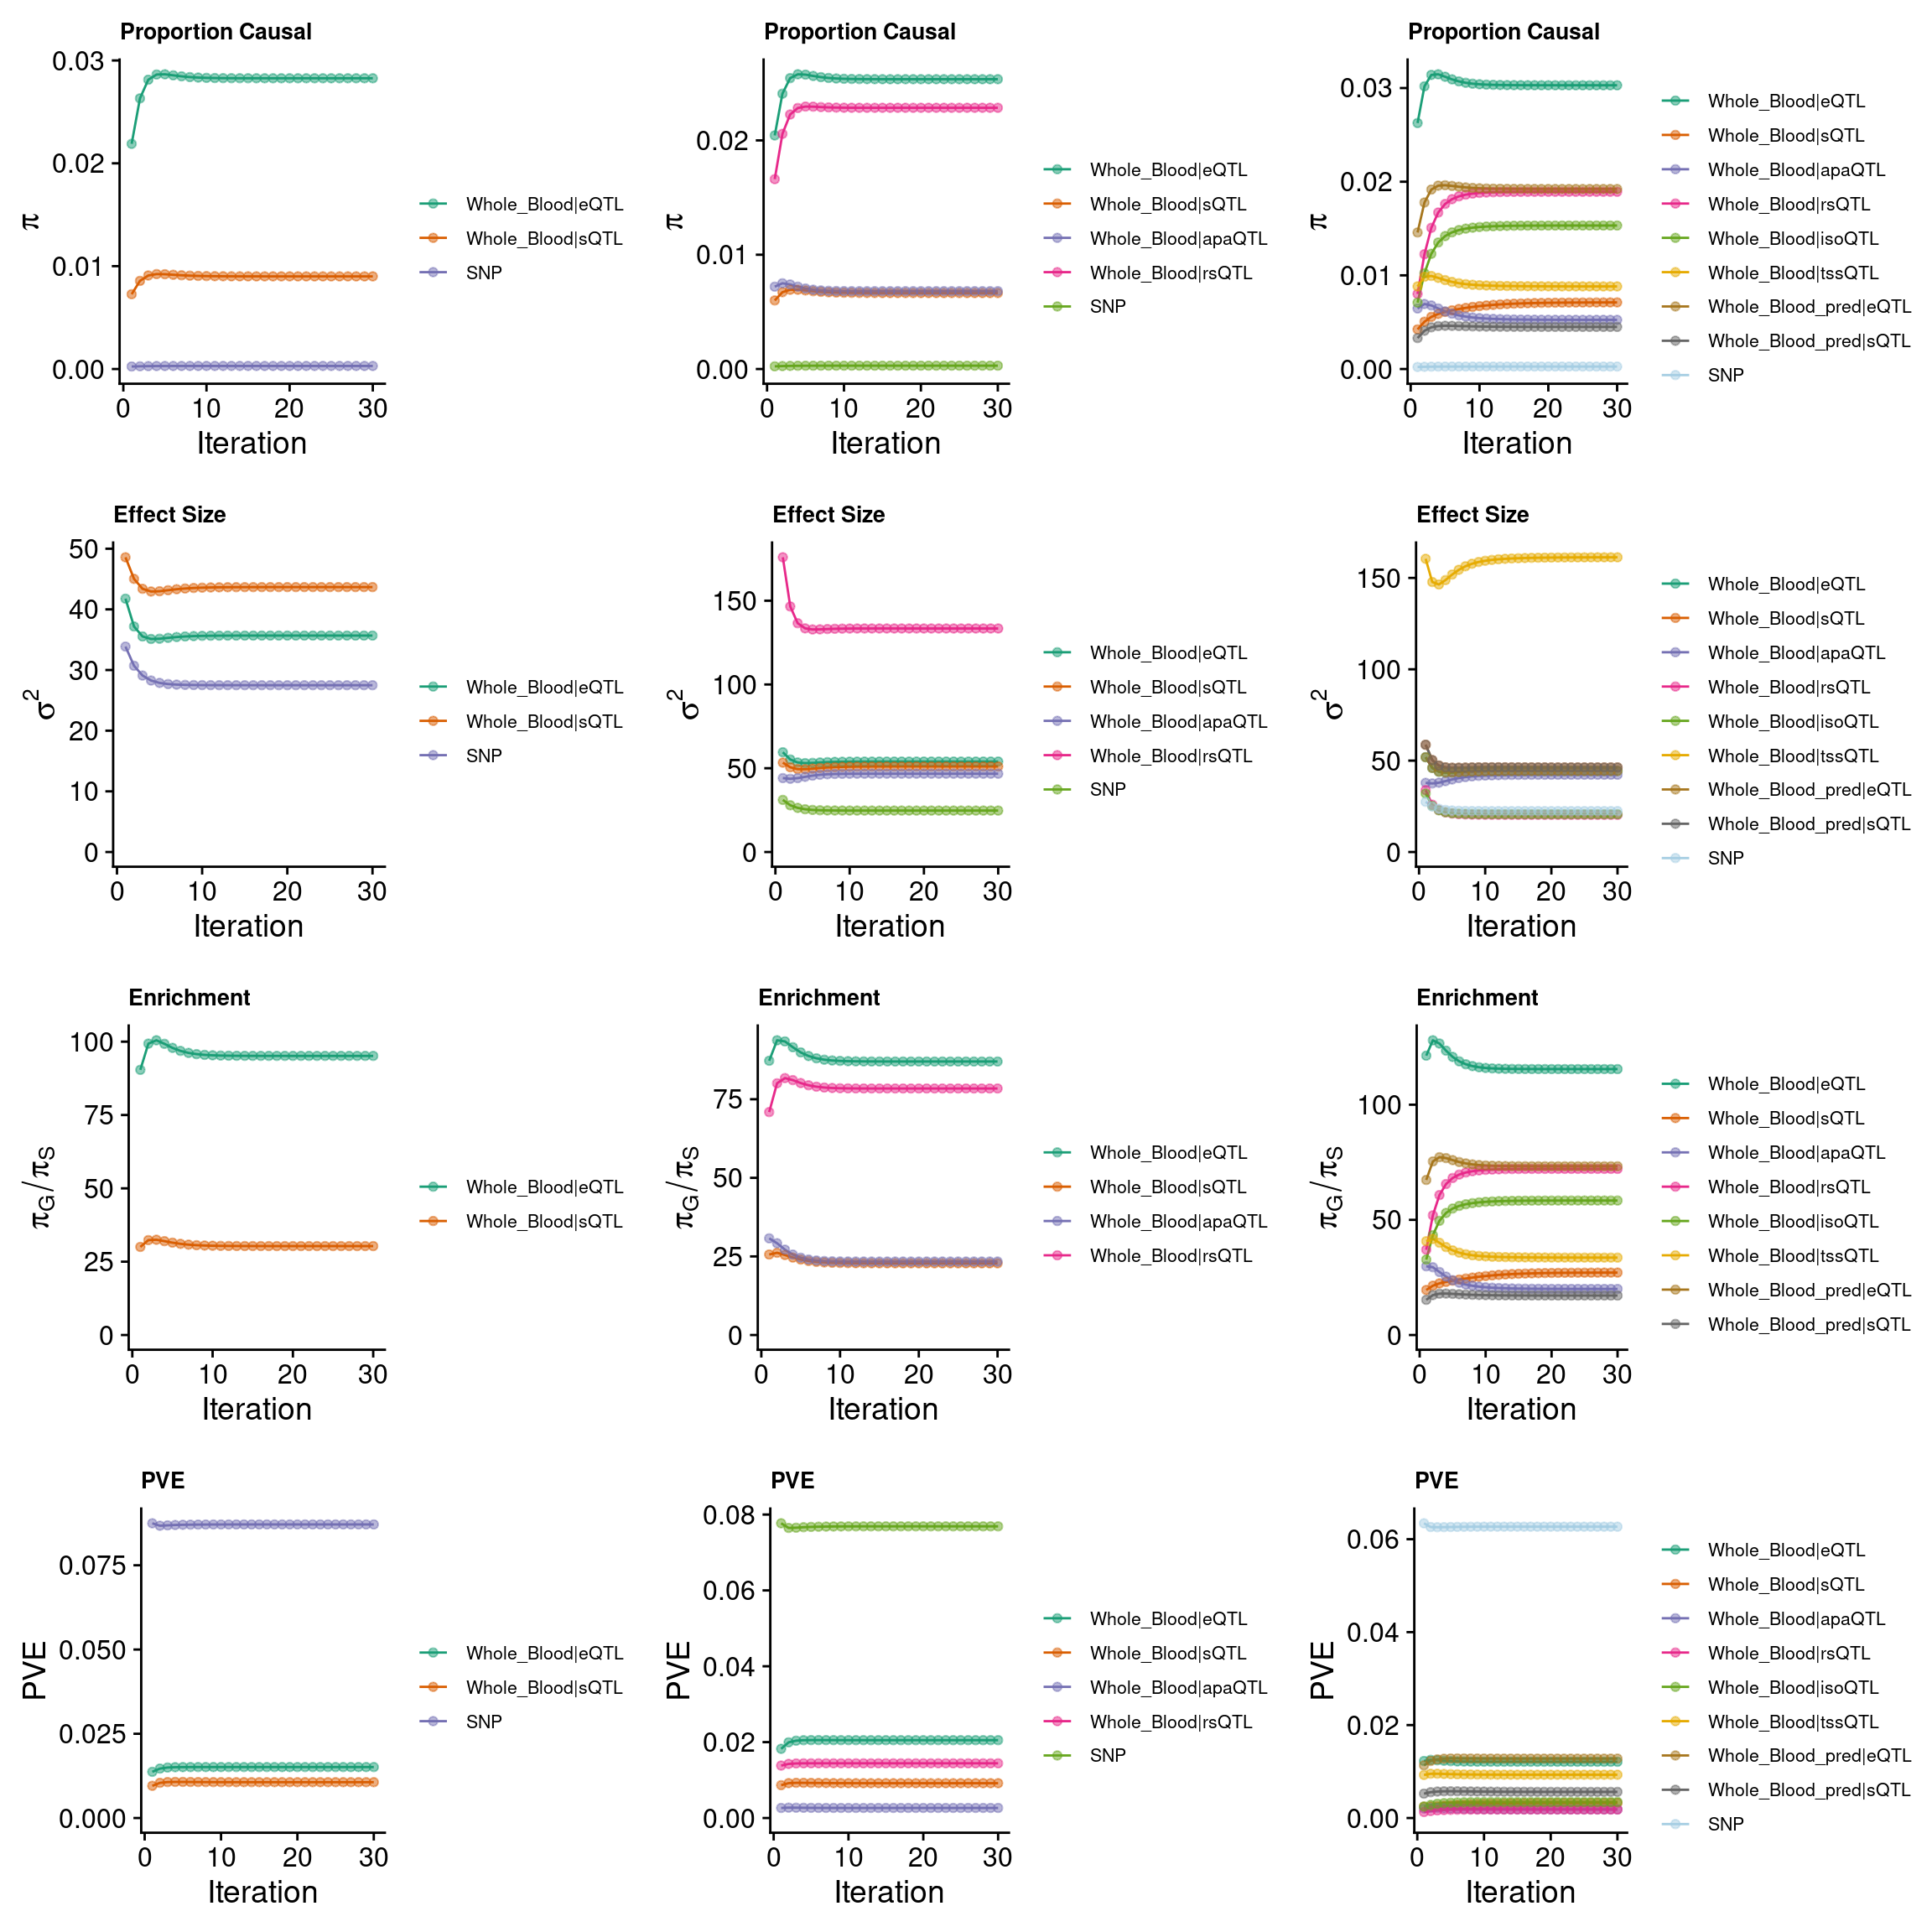 Proportion Causal
0.03
0.02
0.01
0.00
π
0 10 20 30
Iteration
Whole_Blood|eQTL
Whole_Blood|sQTL
SNP
Proportion Causal
0.02
0.01
0.00
π
0 10 20 30
Iteration
Whole_Blood|eQTL
Whole_Blood|sQTL
Whole_Blood|apaQTL
Whole_Blood|rsQTL
SNP
Proportion Causal
0.03
0.02
0.01
0.00
π
0 10 20 30
Iteration
Whole_Blood|eQTL
Whole_Blood|sQTL
Whole_Blood|apaQTL
Whole_Blood|rsQTL
Whole_Blood|isoQTL
Whole_Blood|tssQTL
Whole_Blood_pred|eQTL
Whole_Blood_pred|sQTL
SNP
Effect Size
50
40
30
20
10
0
σ²
0 10 20 30
Iteration
Whole_Blood|eQTL
Whole_Blood|sQTL
SNP
Effect Size
150
100
50
0
σ²
0 10 20 30
Iteration
Whole_Blood|eQTL
Whole_Blood|sQTL
Whole_Blood|apaQTL
Whole_Blood|rsQTL
SNP
Effect Size
150
100
50
0
σ²
0 10 20 30
Iteration
Whole_Blood|eQTL
Whole_Blood|sQTL
Whole_Blood|apaQTL
Whole_Blood|rsQTL
Whole_Blood|isoQTL
Whole_Blood|tssQTL
Whole_Blood_pred|eQTL
Whole_Blood_pred|sQTL
SNP
Enrichment
100
75
50
25
0
πG/πS
0 10 20 30
Iteration
Whole_Blood|eQTL
Whole_Blood|sQTL
Enrichment
75
50
25
0
πG/πS
0 10 20 30
Iteration
Whole_Blood|eQTL
Whole_Blood|sQTL
Whole_Blood|apaQTL
Whole_Blood|rsQTL
Enrichment
100
50
0
πG/πS
0 10 20 30
Iteration
Whole_Blood|eQTL
Whole_Blood|sQTL
Whole_Blood|apaQTL
Whole_Blood|rsQTL
Whole_Blood|isoQTL
Whole_Blood|tssQTL
Whole_Blood_pred|eQTL
Whole_Blood_pred|sQTL
PVE
0.075
0.050
0.025
0.000
PVE
0 10 20 30
Iteration
Whole_Blood|eQTL
Whole_Blood|sQTL
SNP
PVE
0.08
0.06
0.04
0.02
0.00
PVE
0 10 20 30
Iteration
Whole_Blood|eQTL
Whole_Blood|sQTL
Whole_Blood|apaQTL
Whole_Blood|rsQTL
SNP
PVE
0.06
0.04
0.02
0.00
PVE
0 10 20 30
Iteration
Whole_Blood|eQTL
Whole_Blood|sQTL
Whole_Blood|apaQTL
Whole_Blood|rsQTL
Whole_Blood|isoQTL
Whole_Blood|tssQTL
Whole_Blood_pred|eQTL
Whole_Blood_pred|sQTL
SNP